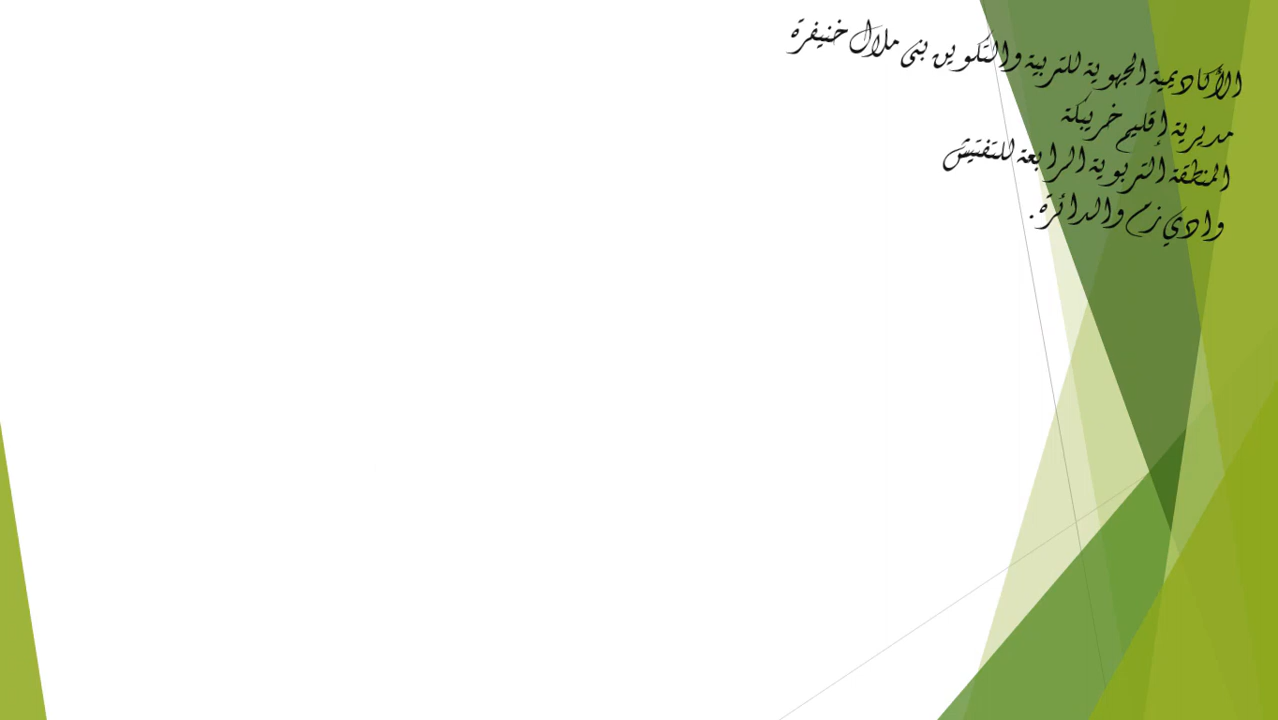 الأكاديمية الجهوية للتربية والتكوين بني ملال خنيفرة
مديرية إقليم خريبكة
المنطقة التربوية الرابعة للتفتيش
وادي زم والدائرة.